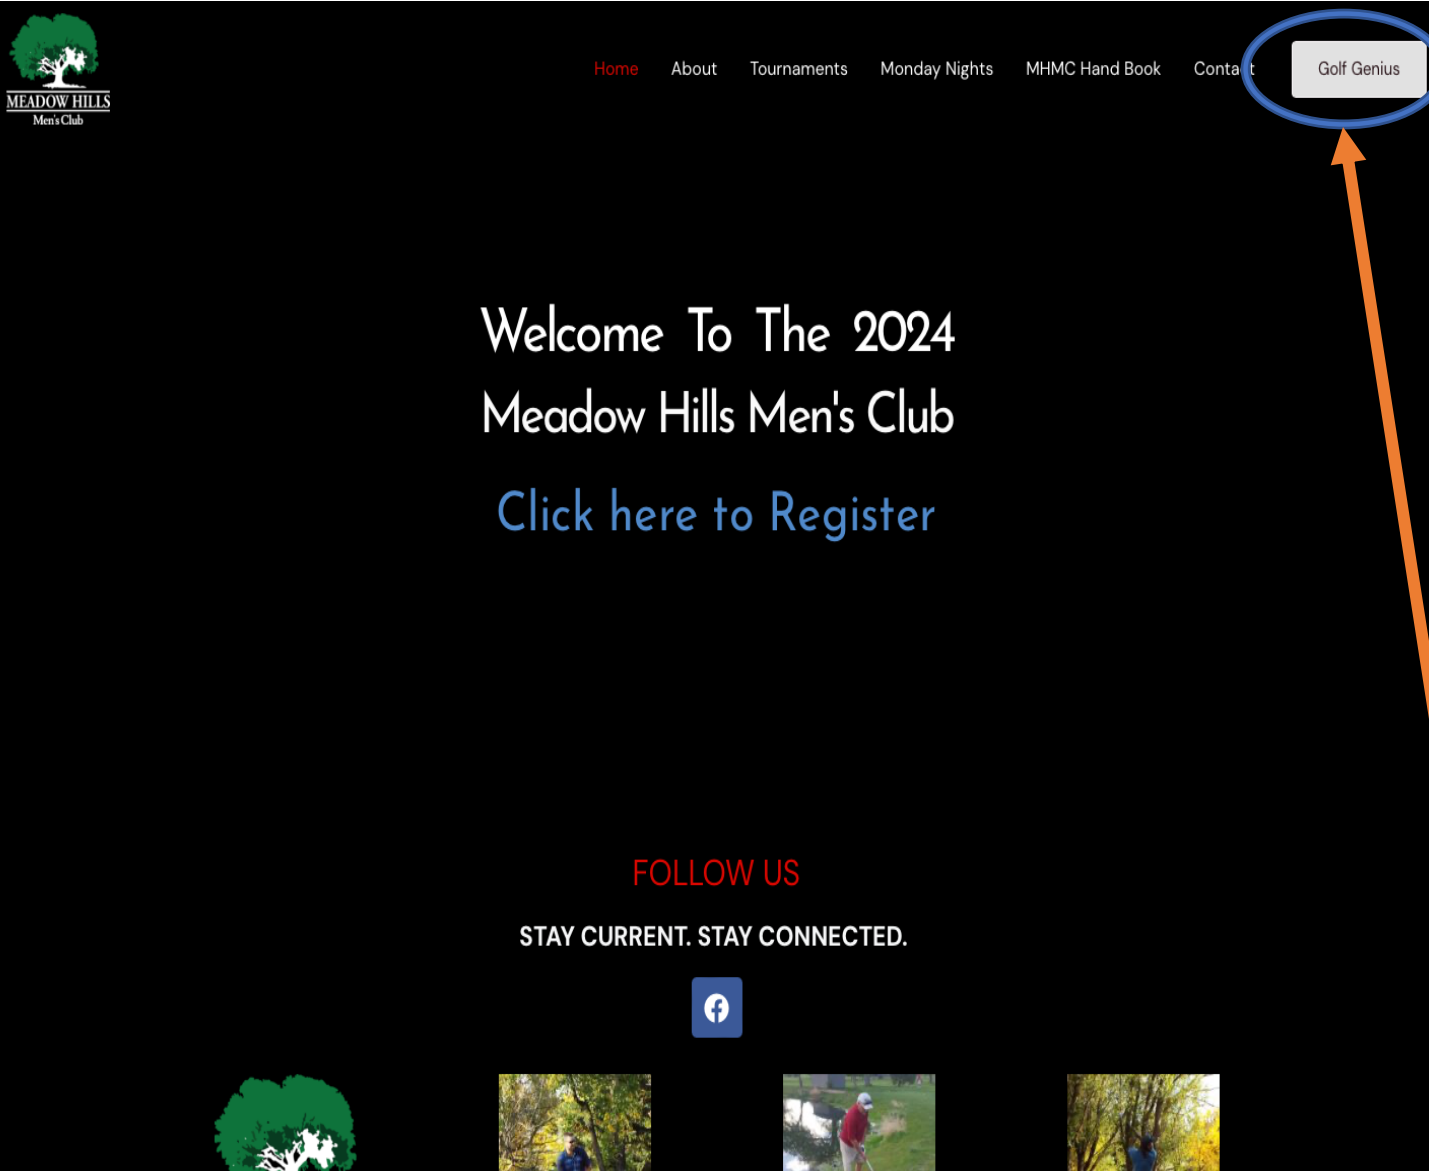 MEADOW HILLS
Men's Club
Home About Tournaments Monday Nights MHMC Hand Book Contact Golf Genius
Welcome To The 2024
Meadow Hills Men's Club
Click here to Register
FOLLOW US
STAY CURRENT. STAY CONNECTED.